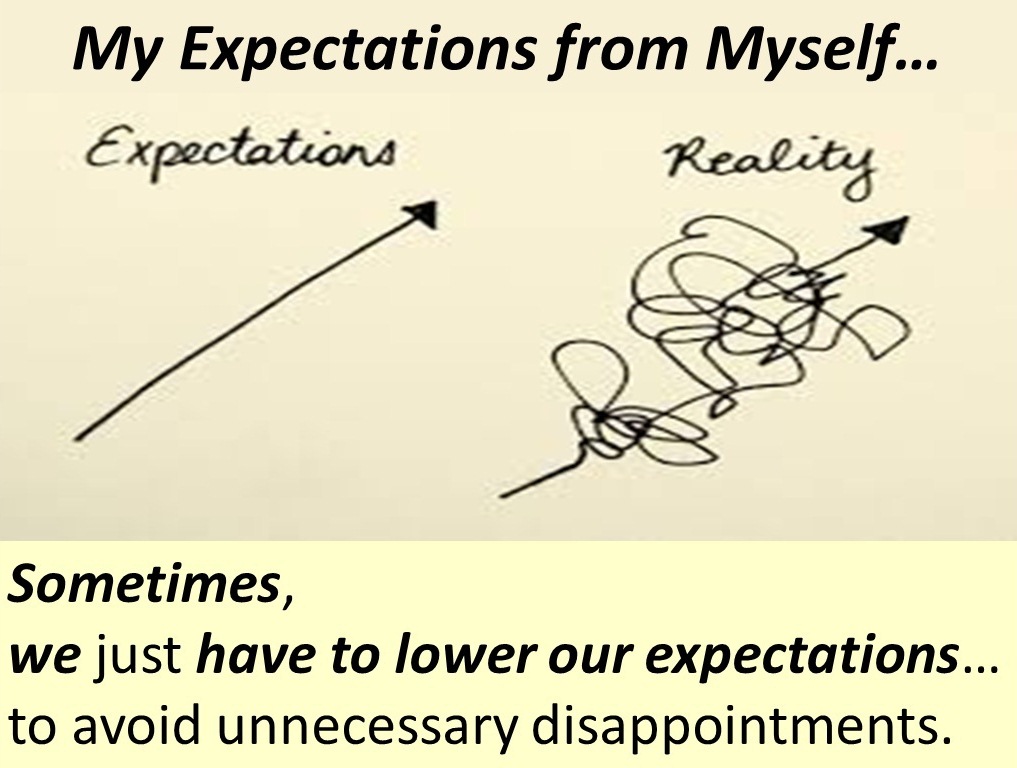 My Expectations from Myself…
Expectations
Reality
Sometimes,
we just have to lower our expectations…
to avoid unnecessary disappointments.